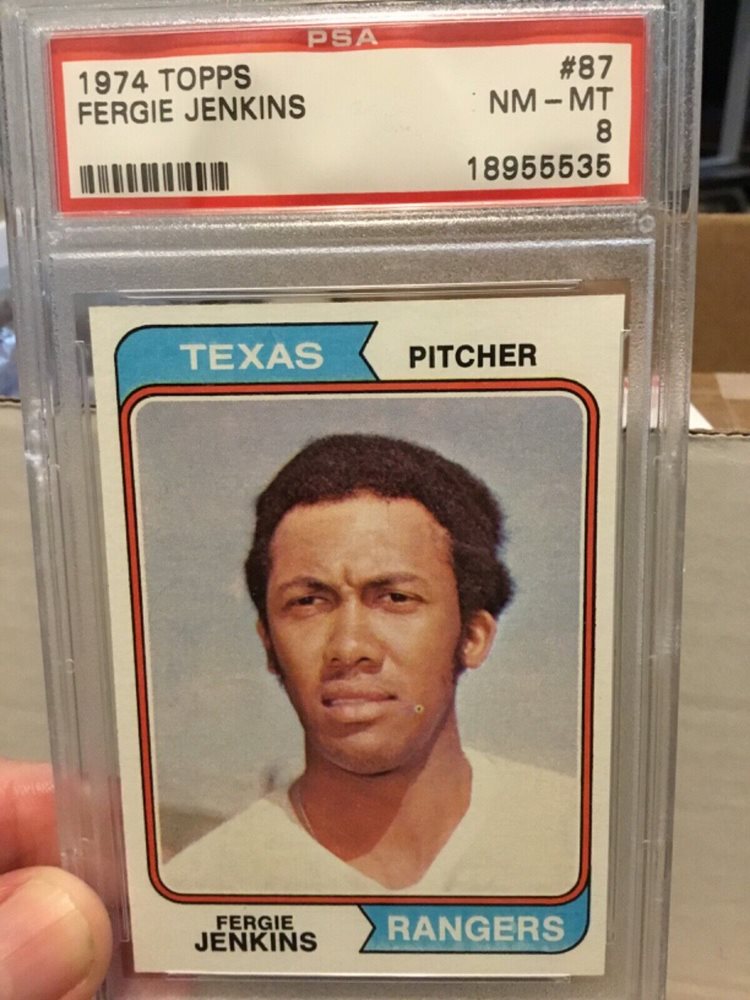 PSA
1974 TOPPS
#87
FERGIE JENKINS
NM - MT
8
18955535
TEXAS
PITCHER
FERGIE
JENKINS
RANGERS